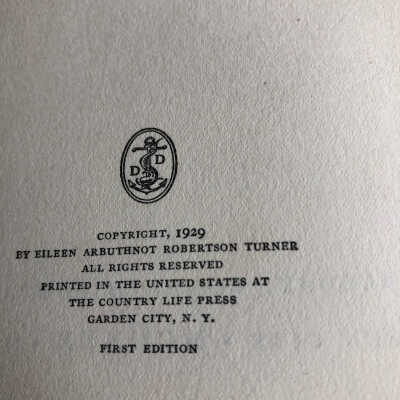 D D
COPYRIGHT, 1929
BY EILEEN ARBUTHNOT ROBERTSON TURNER
ALL RIGHTS RESERVED
PRINTED IN THE UNITED STATES AT
THE COUNTRY LIFE PRESS
GARDEN CITY, N. Y.
FIRST EDITION